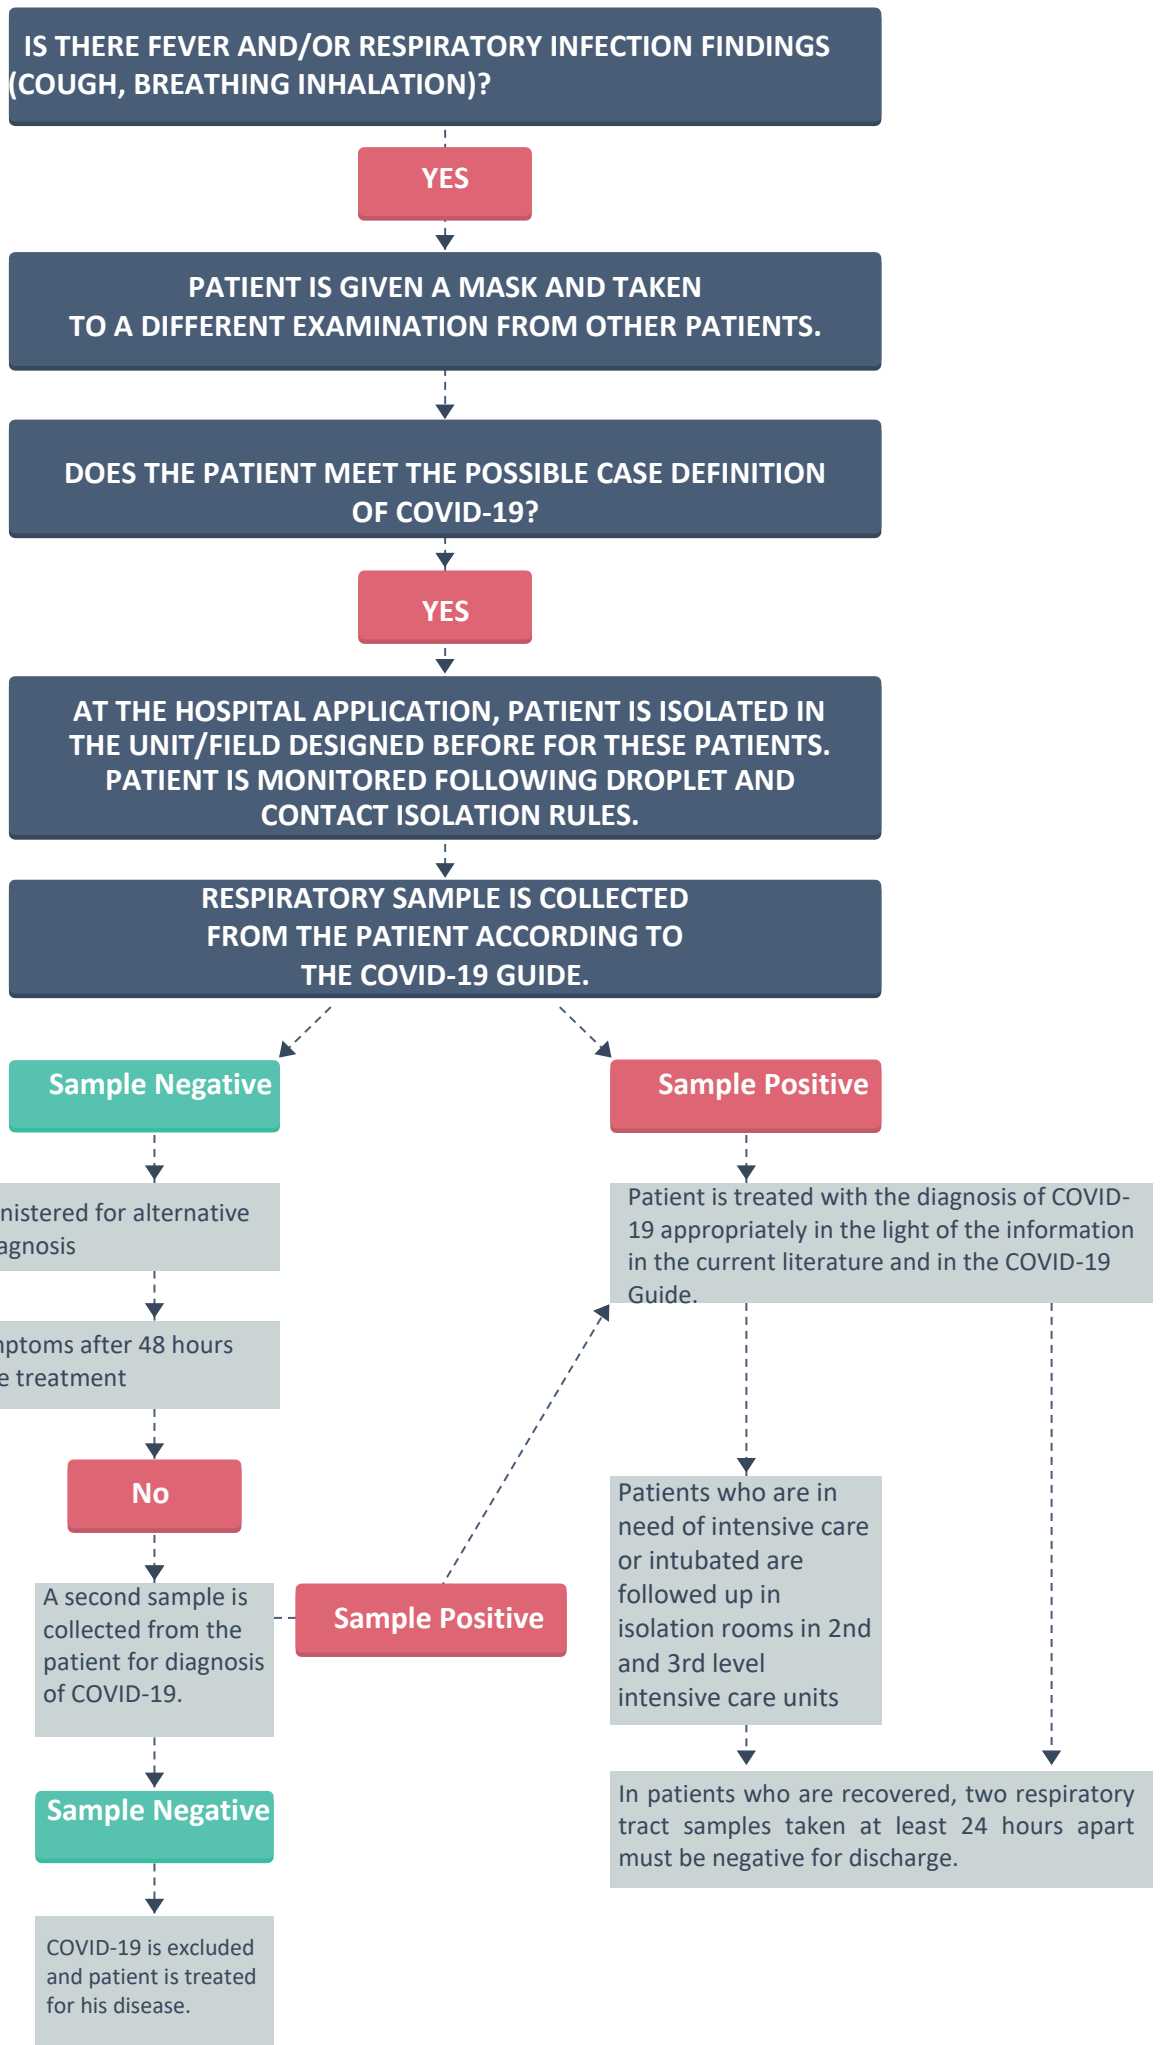 IS THERE FEVER AND/OR RESPIRATORY INFECTION FINDINGS
(COUGH, BREATHING INHALATION)?
YES
PATIENT IS GIVEN A MASK AND TAKEN
TO A DIFFERENT EXAMINATION FROM OTHER PATIENTS.
DOES THE PATIENT MEET THE POSSIBLE CASE DEFINITION
OF COVID-19?
YES
AT THE HOSPITAL APPLICATION, PATIENT IS ISOLATED IN
THE UNIT/FIELD DESIGNED BEFORE FOR THESE PATIENTS.
PATIENT IS MONITORED FOLLOWING DROPLET AND
CONTACT ISOLATION RULES.
RESPIRATORY SAMPLE IS COLLECTED
FROM THE PATIENT ACCORDING TO
THE COVID-19 GUIDE.
Sample Negative
for alternative
after 48 hours
treatment
No
A second sample is
collected from the
patient for diagnosis
of COVID-19.
Sample Negative
COVID-19 is excluded
and patient is treated
for his disease.
Sample Positive
Sample Positive
Patient is treated with the diagnosis of COVID-
19 appropriately in the light of the information
in the current literature and in the COVID-19
Guide.
Patients who are in
need of intensive care
or intubated are
followed up in
isolation rooms in 2nd
and 3rd level
intensive care units
In patients who are recovered, two respiratory
tract samples taken at least 24 hours apart
must be negative for discharge.